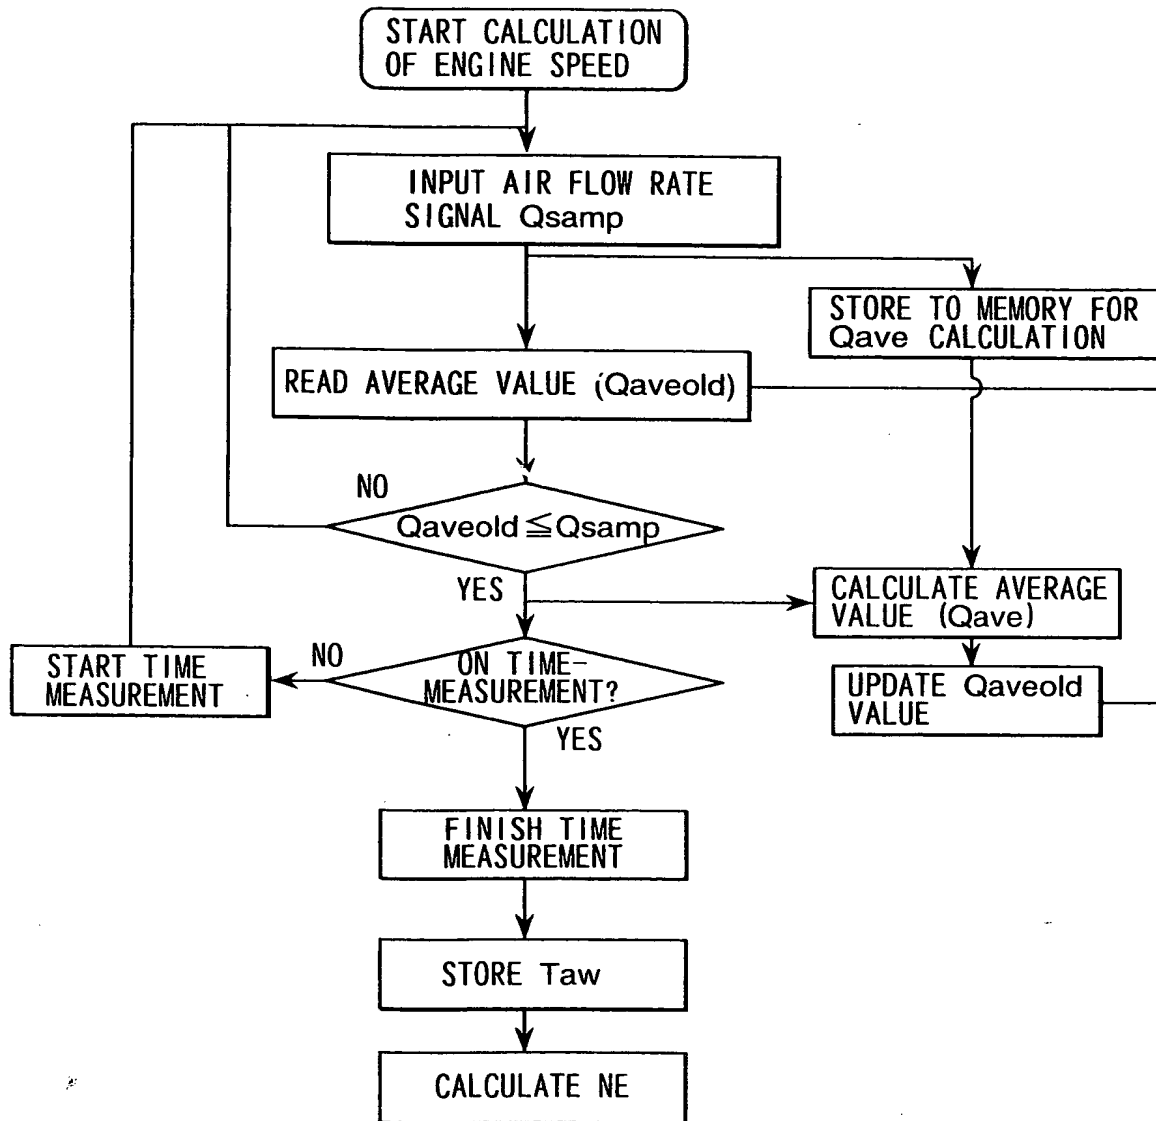 START CALCULATION
OF ENGINE SPEED
INPUT AIR FLOW RATE
SIGNAL Qsamp
STORE TO MEMORY FOR
Qave CALCULATION
READ AVERAGE VALUE (Qaveold)
NO
Qaveold ≦ Qsamp
YES
CALCULATE AVERAGE
VALUE (Qave)
START TIME
MEASUREMENT
NO
ON TIME-
MEASUREMENT?
YES
UPDATE Qaveold
VALUE
FINISH TIME
MEASUREMENT
STORE Taw
CALCULATE NE